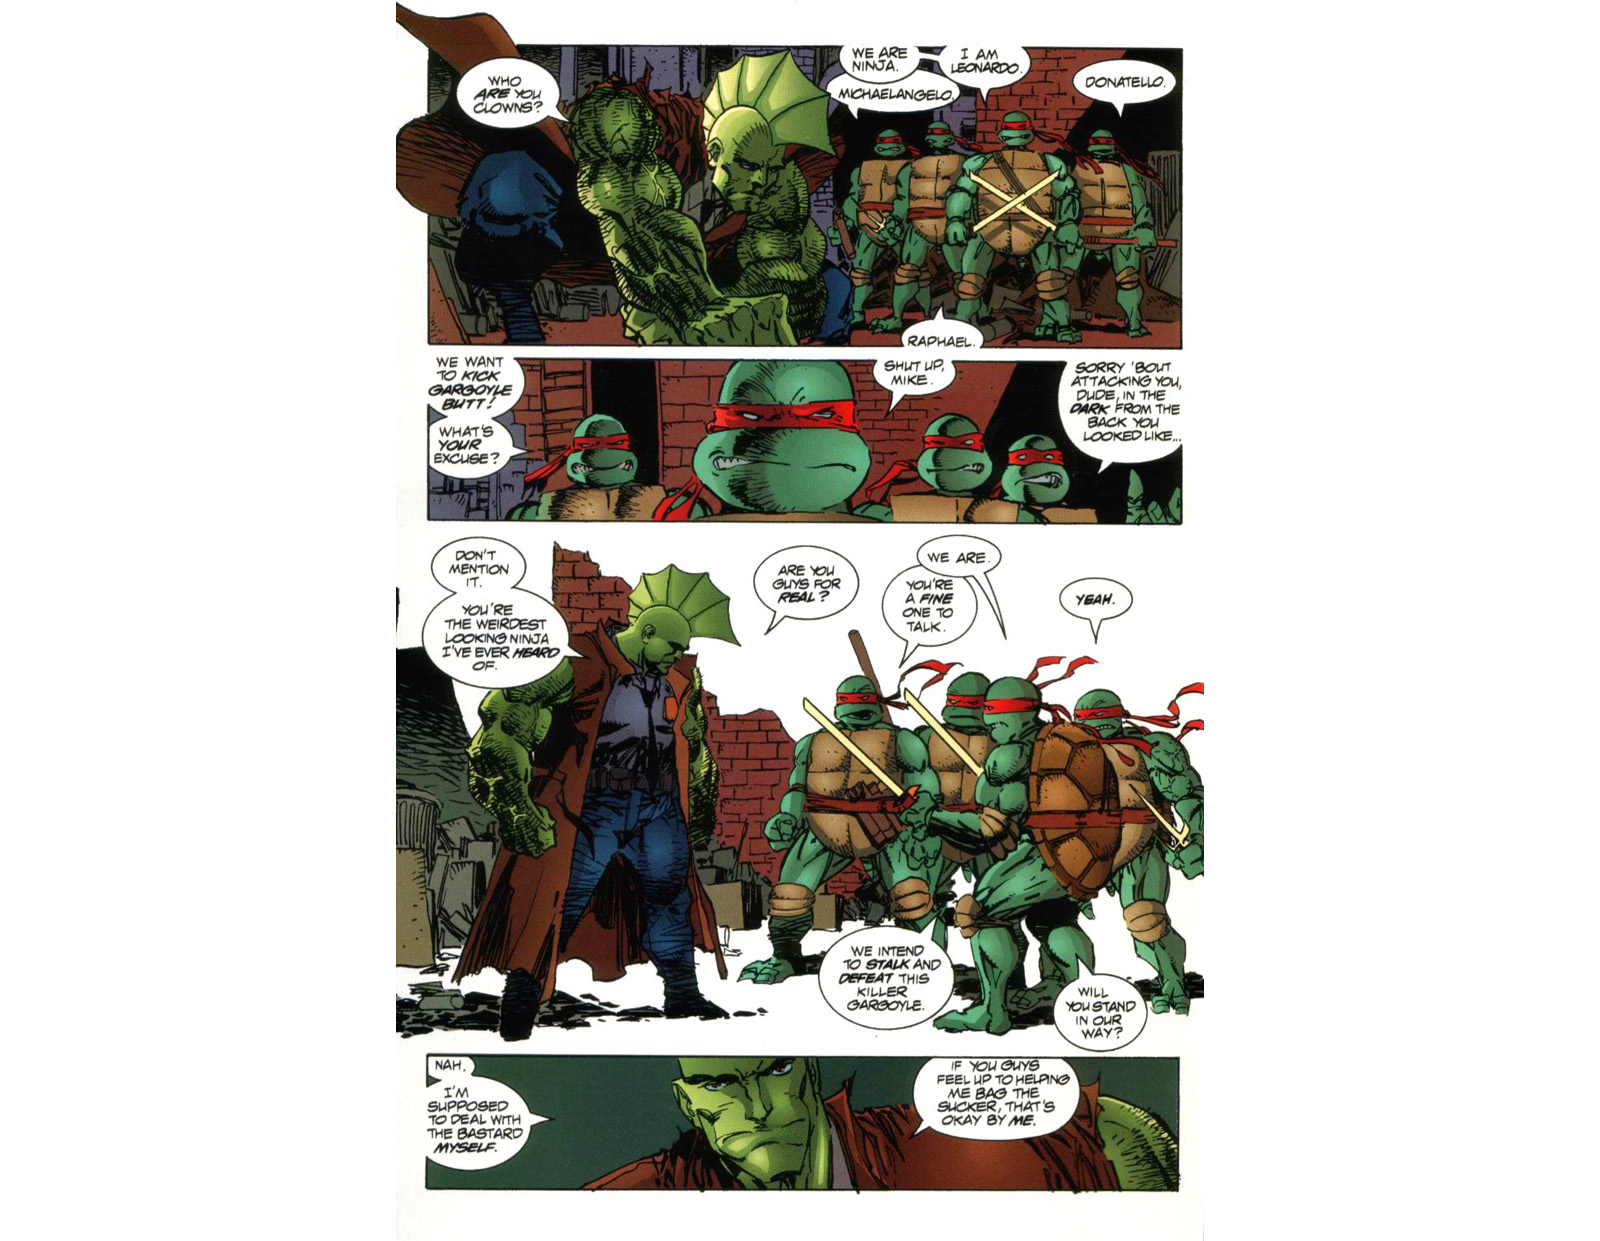 WHO
ARE YOU
CLOWNS?
WE ARE
NINJA.
I AM
LEONARDO.
MICHAELANGELO.
DONATELLO.
RAPHAEL.
WE WANT
TO KICK
GARGOYLE
BUTT!
WHAT'S
YOUR
EXCUSE?
SHUT UP,
MIKE.
SORRY 'BOUT
ATTACKING YOU,
DUDE, IN THE
DARK FROM THE
BACK YOU
LOOKED LIKE...
DON'T
MENTION
IT.
YOU'RE
THE WEIRDEST
LOOKING NINJA
I'VE EVER HEARD
OF.
ARE YOU
GUYS FOR
REAL?
YOU'RE
A FINE
ONE TO
TALK.
WE ARE.
YEAH.
WE INTEND
TO STALK AND
DEFEAT THIS
KILLER
GARGOYLE.
WILL
YOU STAND
IN OUR
WAY?
NAH.
I'M
SUPPOSED
TO DEAL WITH
THE BASTARD
MYSELF.
IF YOU GUYS
FEEL UP TO HELPING
ME BAG THE
SUCKER, THAT'S
OKAY BY ME.